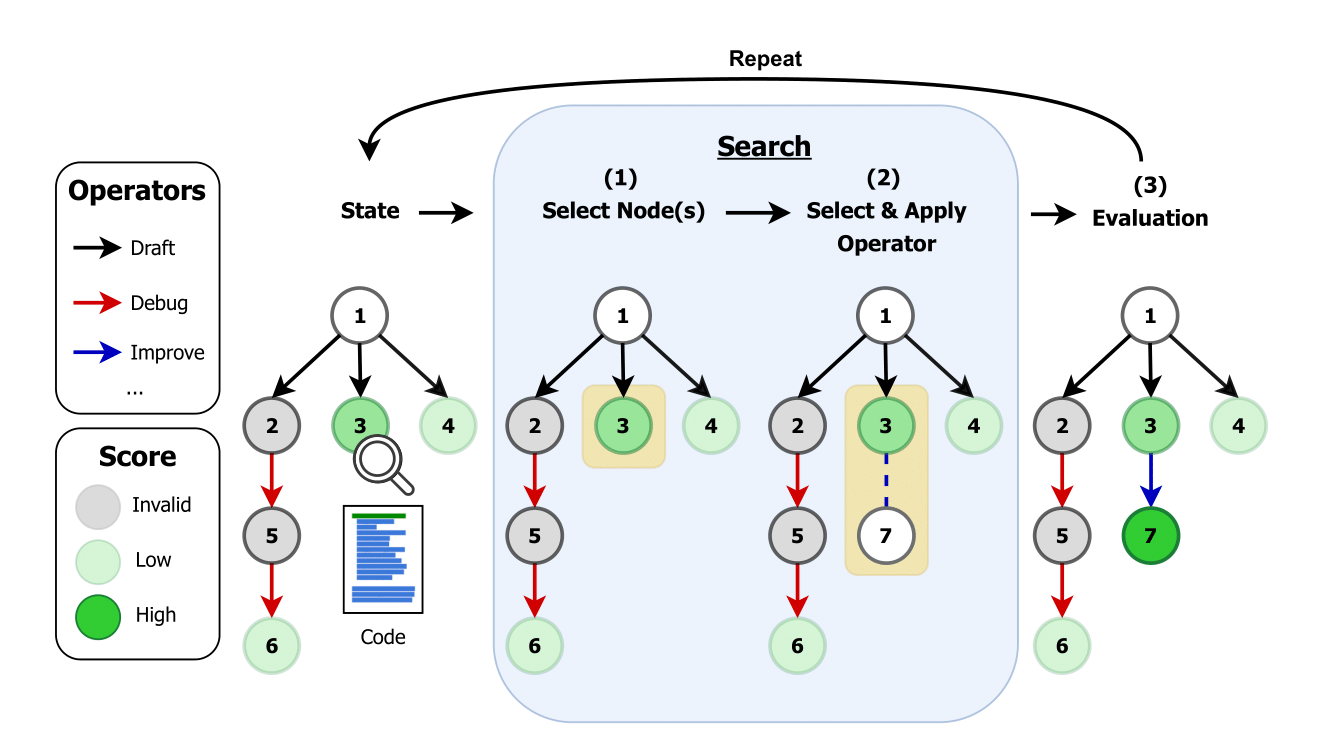 Repeat
Search
(1)
(2)
(3)
State
Select Node(s)
Select & Apply
Operator
Evaluation
Operators
Draft
Debug
Improve
...
Score
Invalid
Low
High
1
2
3
4
5
6
Code
1
2
3
4
5
6
1
2
3
4
5
7
6
1
2
3
4
5
7
6